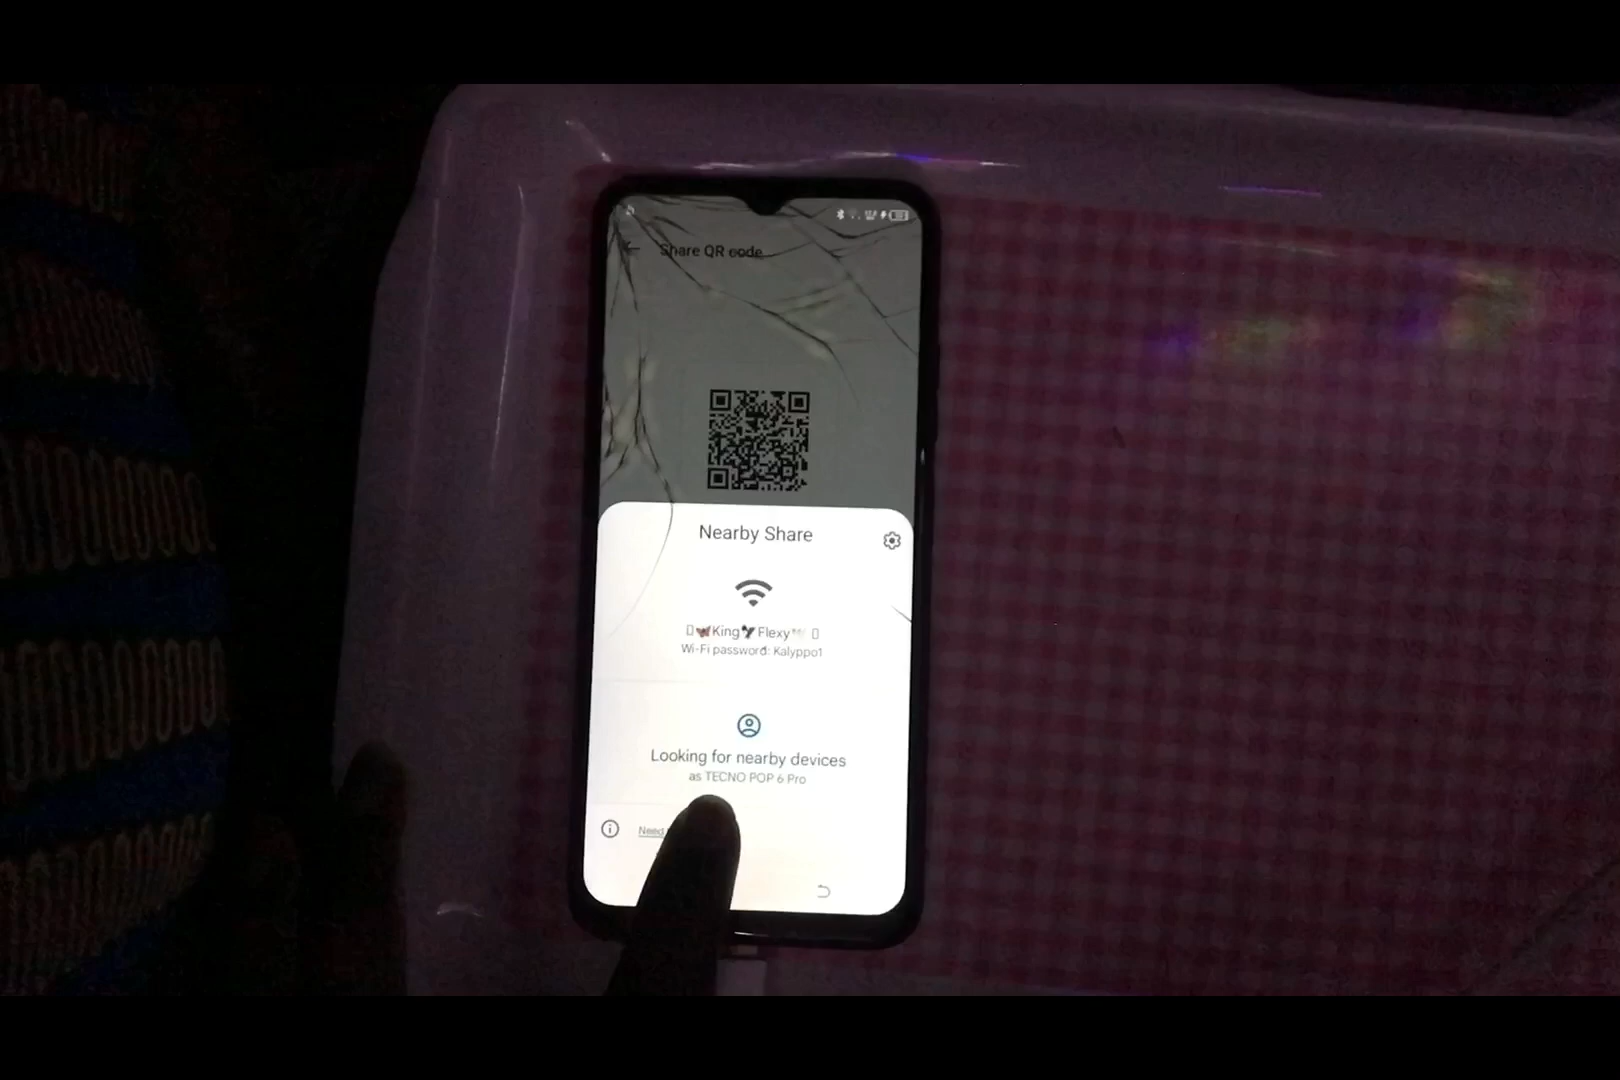 Share QR code
Nearby Share
King Flexy
Wi-Fi password: Kalyppo1
Looking for nearby devices
as TECNO POP 6 Pro
Need